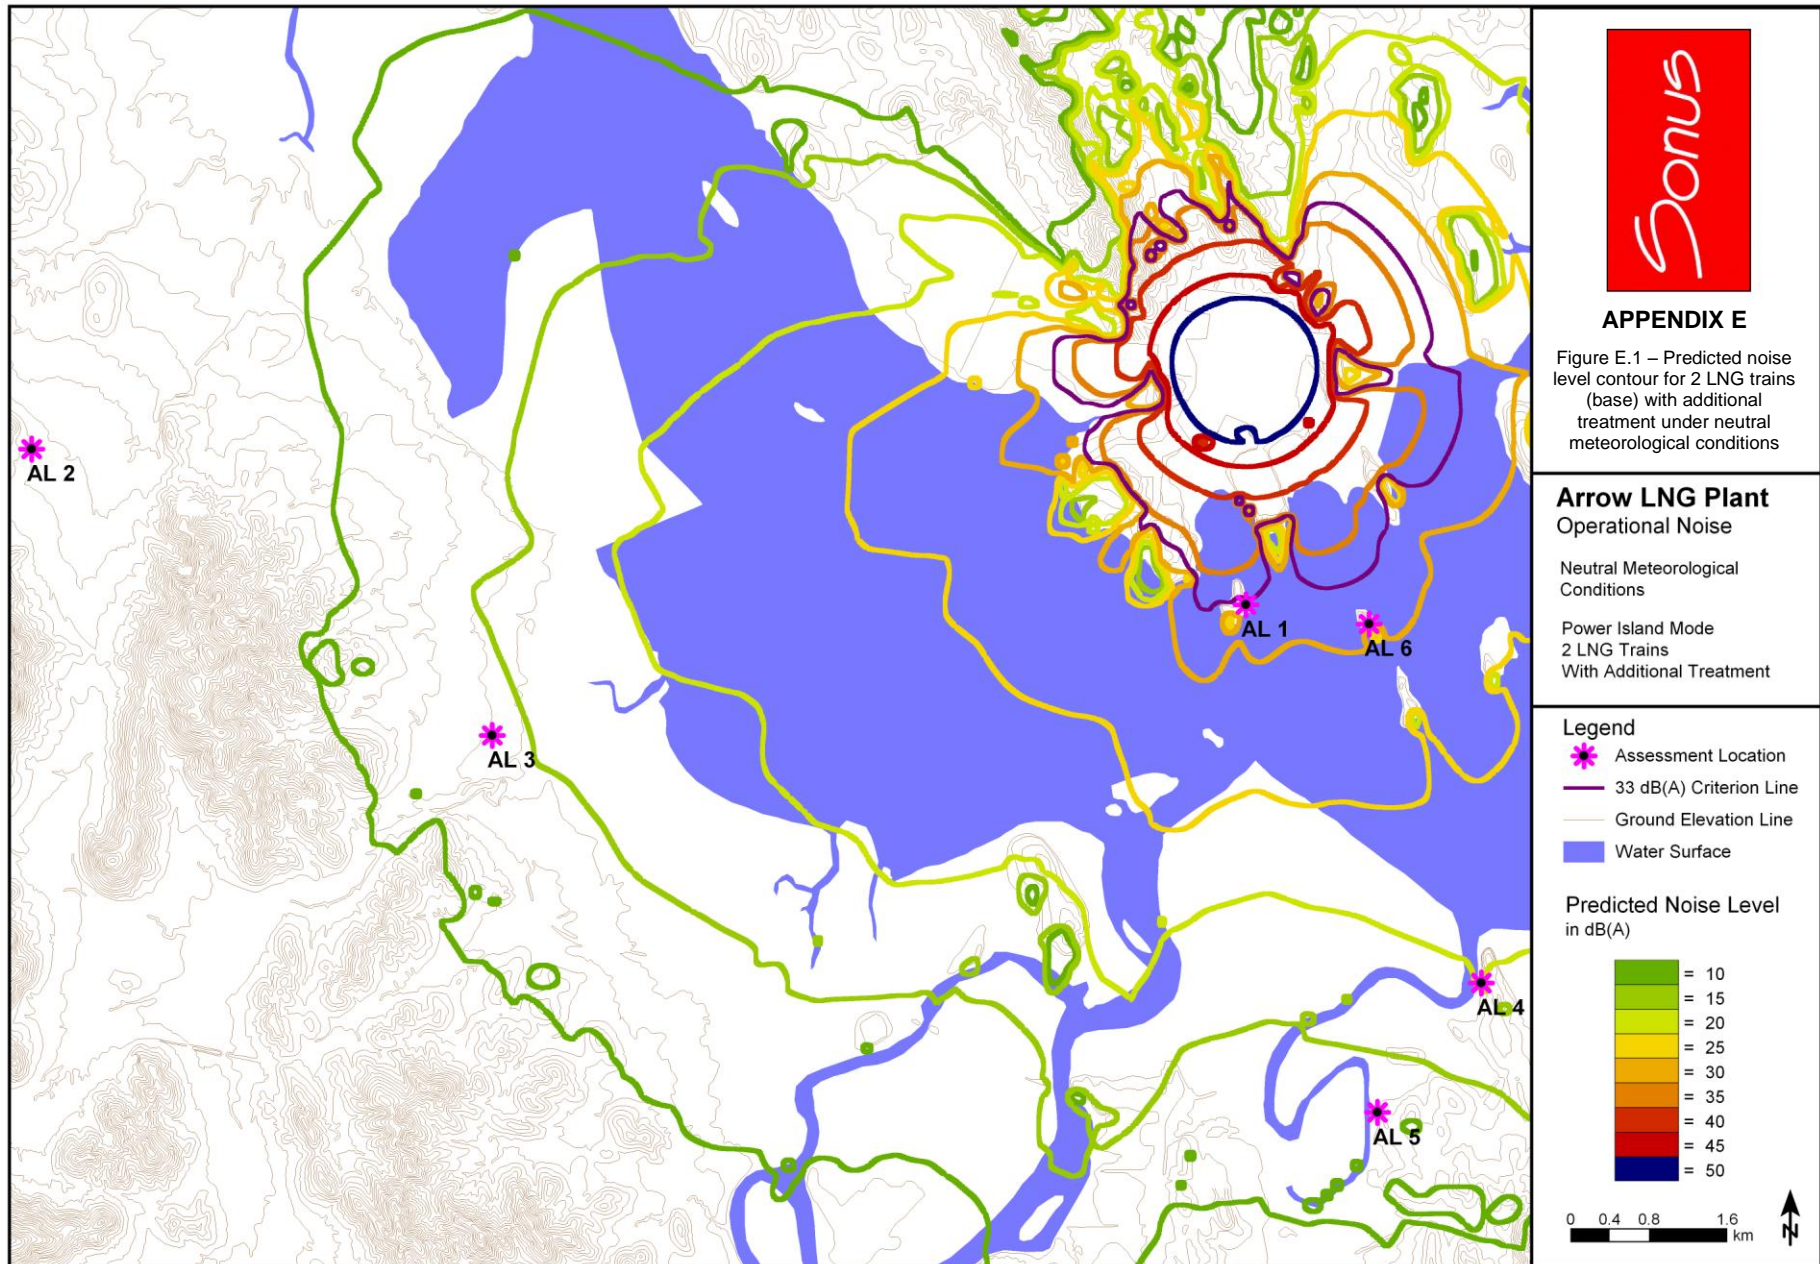 Sonus
APPENDIX E
Figure E.1 – Predicted noise
level contour for 2 LNG trains
(base) with additional
treatment under neutral
meteorological conditions
Arrow LNG Plant
Operational Noise
Neutral Meteorological
Conditions
Power Island Mode
2 LNG Trains
With Additional Treatment
Legend
Assessment Location
33 dB(A) Criterion Line
Ground Elevation Line
Water Surface
Predicted Noise Level
in dB(A)
= 10
= 15
= 20
= 25
= 30
= 35
= 40
= 45
= 50
0 0.4 0.8 1.6
km
N
AL 2
AL 1
AL 6
AL 3
AL 4
AL 5